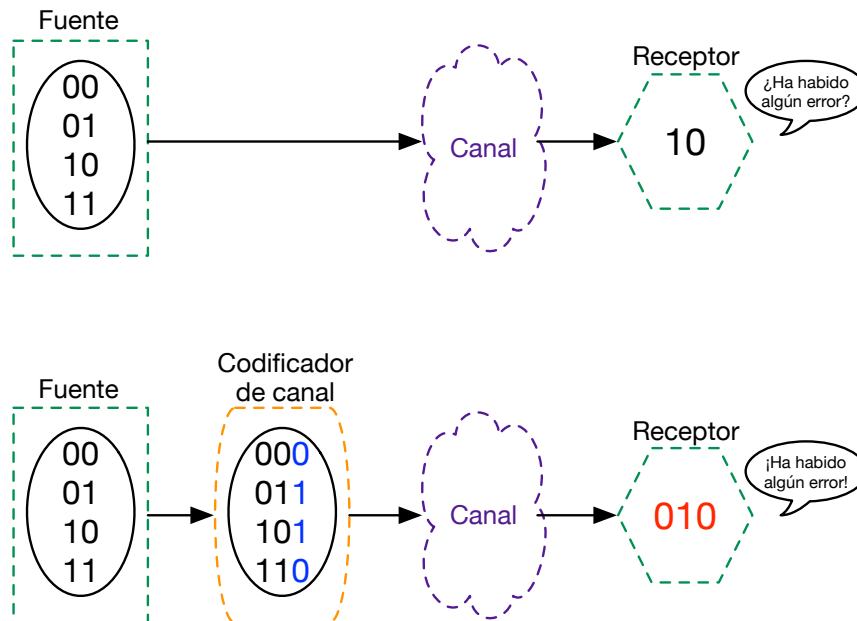 Fuente
00
01
10
11
Canal
Receptor
10
¿Ha habido
algún error?
Fuente
00
01
10
11
Codificador
de canal
000
011
101
110
Canal
Receptor
010
¡Ha habido
algún error!